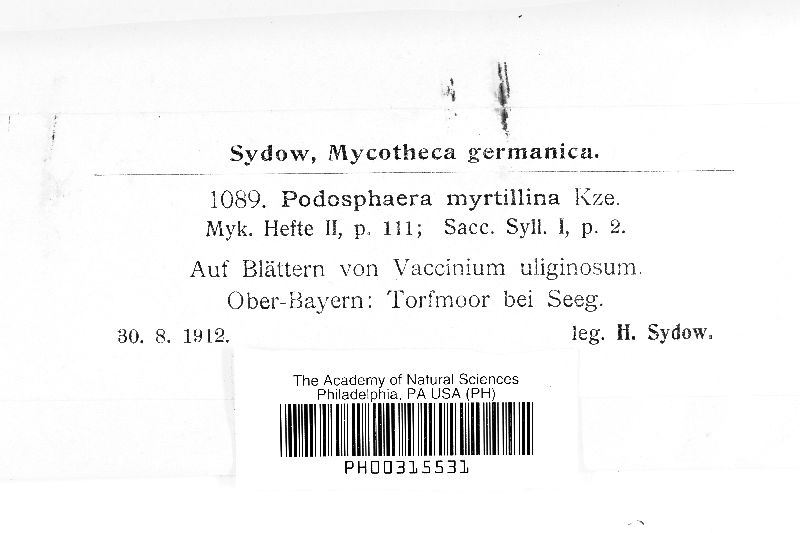 Sydow, Mycotheca germanica.
1089. Podosphaera myrtillina Kze.
Myk. Hefte II, p. 111; Sacc. Syll. I, p. 2.
Auf Blättern von Vaccinium uliginosum.
Ober-Bayern: Torfmoor bei Seeg.
30. 8. 1912. leg. H. Sydow.
The Academy of Natural Sciences
Philadelphia, PA USA (PH)
PH00315531